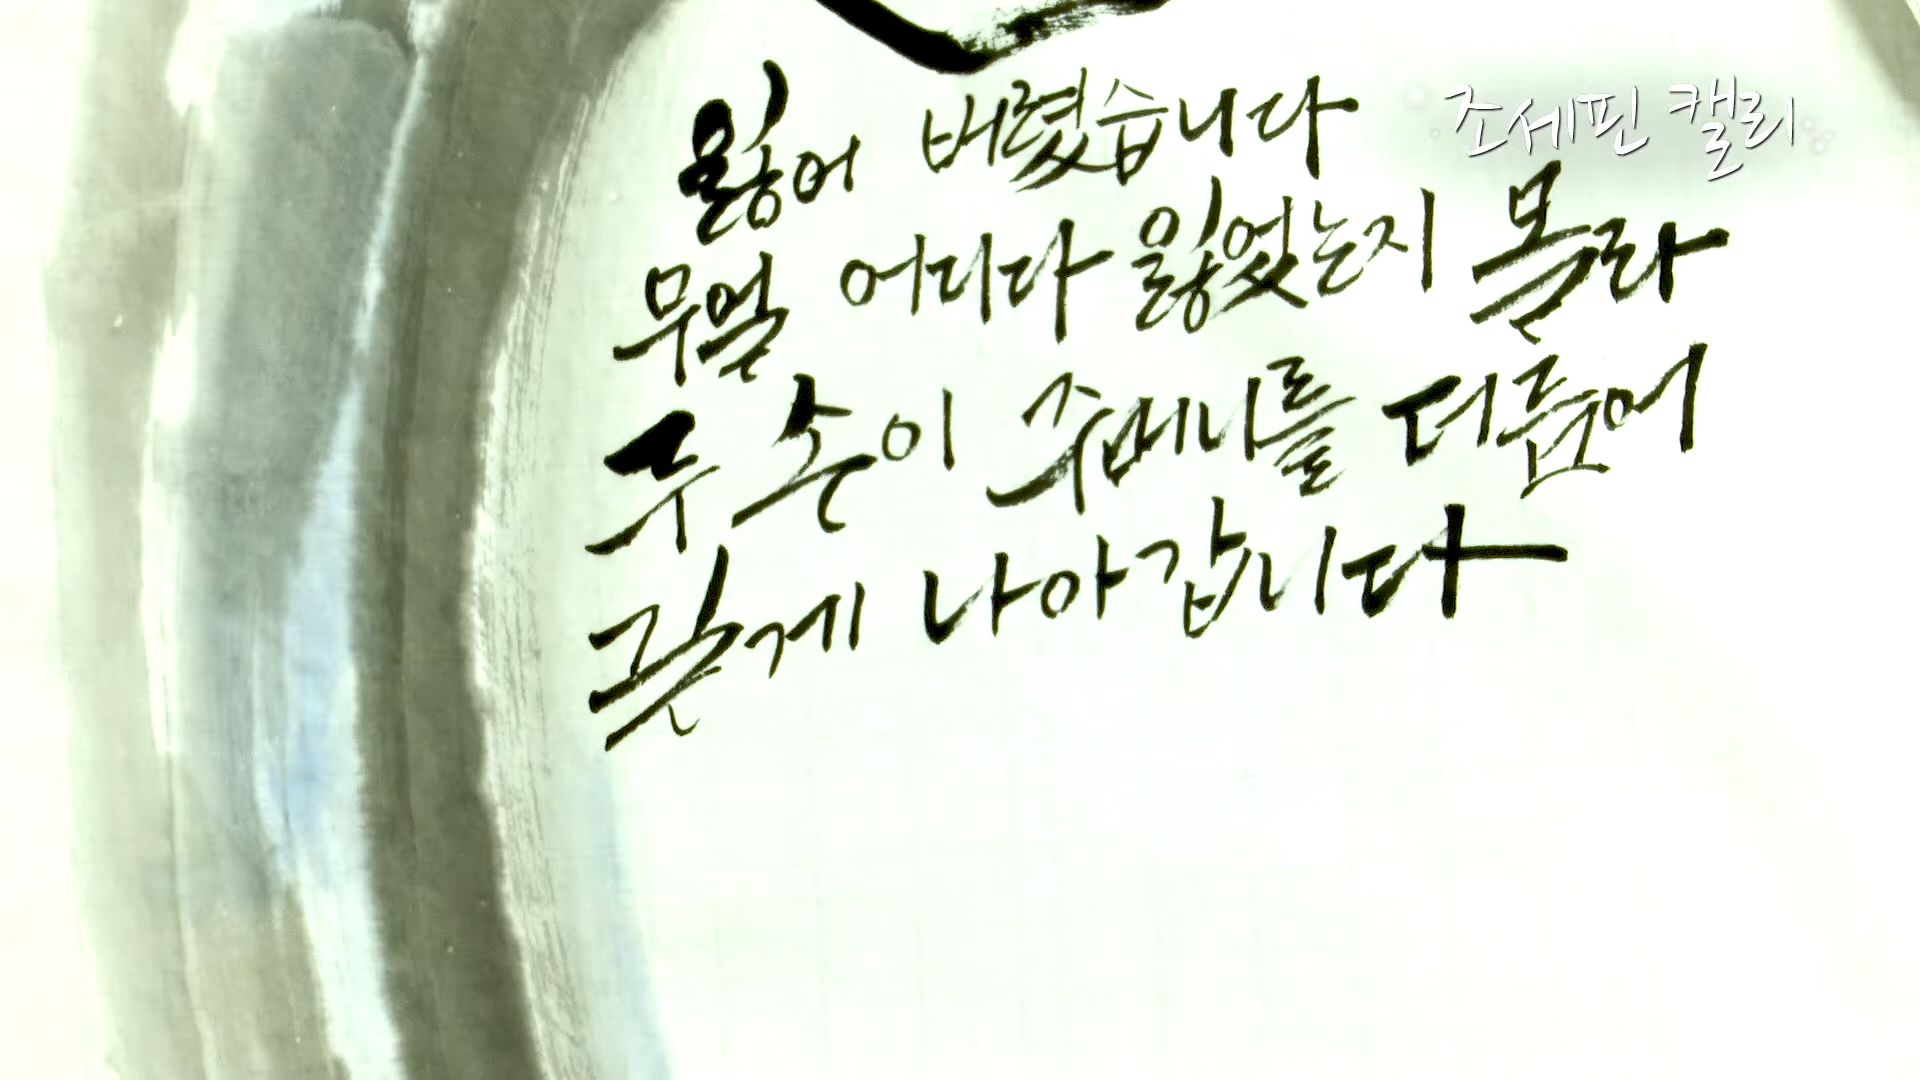 조세핀 캘리
잃어 버렸습니다
무얼 어디다 잃었는지 몰라
두 손이 주머니를 더듬어
길게 나아갑니다